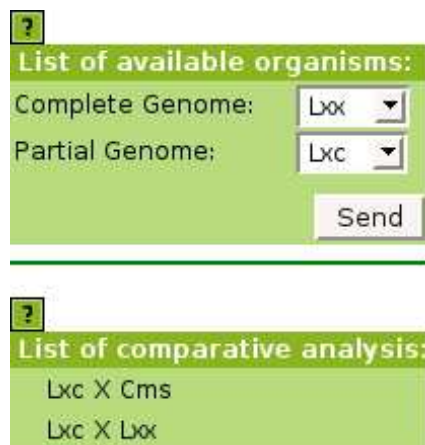 ?
List of available organisms:
Complete Genome: Lxx
Partial Genome: Lxc
Send
?
List of comparative analysis:
Lxc X Cms
Lxc X Lxx